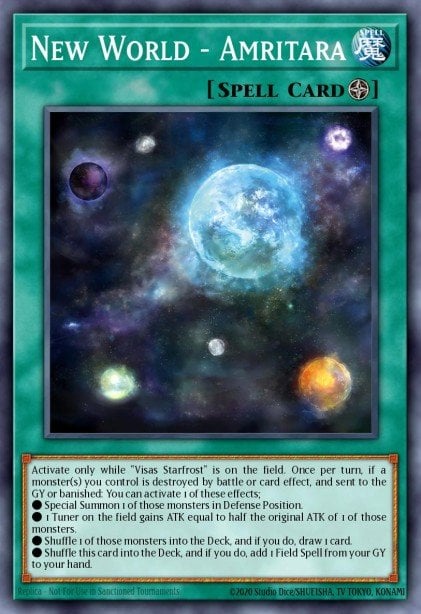 New World - Amritara
SPELL
魔
[Spell Card]
Activate only while "Visas Starfrost" is on the field. Once per turn, if a
monster(s) you control is destroyed by battle or card effect, and sent to the
GY or banished: You can activate 1 of these effects;
● Special Summon 1 of those monsters in Defense Position.
● 1 Tuner on the field gains ATK equal to half the original ATK of 1 of those
monsters.
● Shuffle 1 of those monsters into the Deck, and if you do, draw 1 card.
● Shuffle this card into the Deck, and if you do, add 1 Field Spell from your GY
to your hand.
Replica - Not For Use in Sanctioned Tournaments
©2020 Studio Dice/SHUEISHA, TV TOKYO, KONAMI